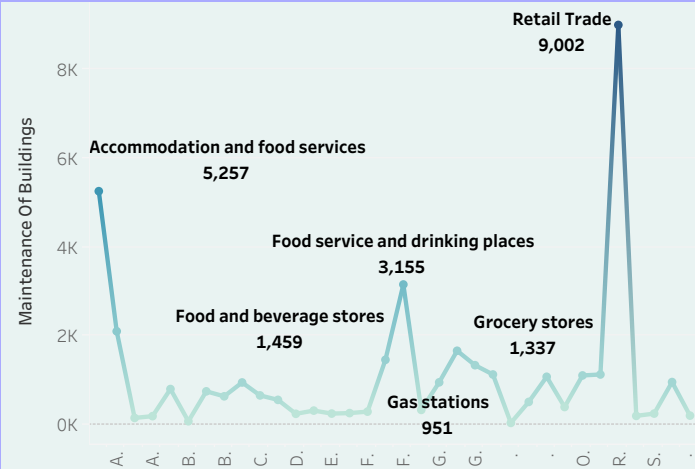 Retail Trade
9,002
8K
Accommodation and food services
5,257
6K
Maintenance Of Buildings
Food service and drinking places
3,155
4K
Food and beverage stores
1,459
Grocery stores
1,337
2K
Gas stations
951
0K
A.
A.
B.
B.
C.
D.
E.
F.
F.
G.
G.
.
.
O.
R.
S.
.